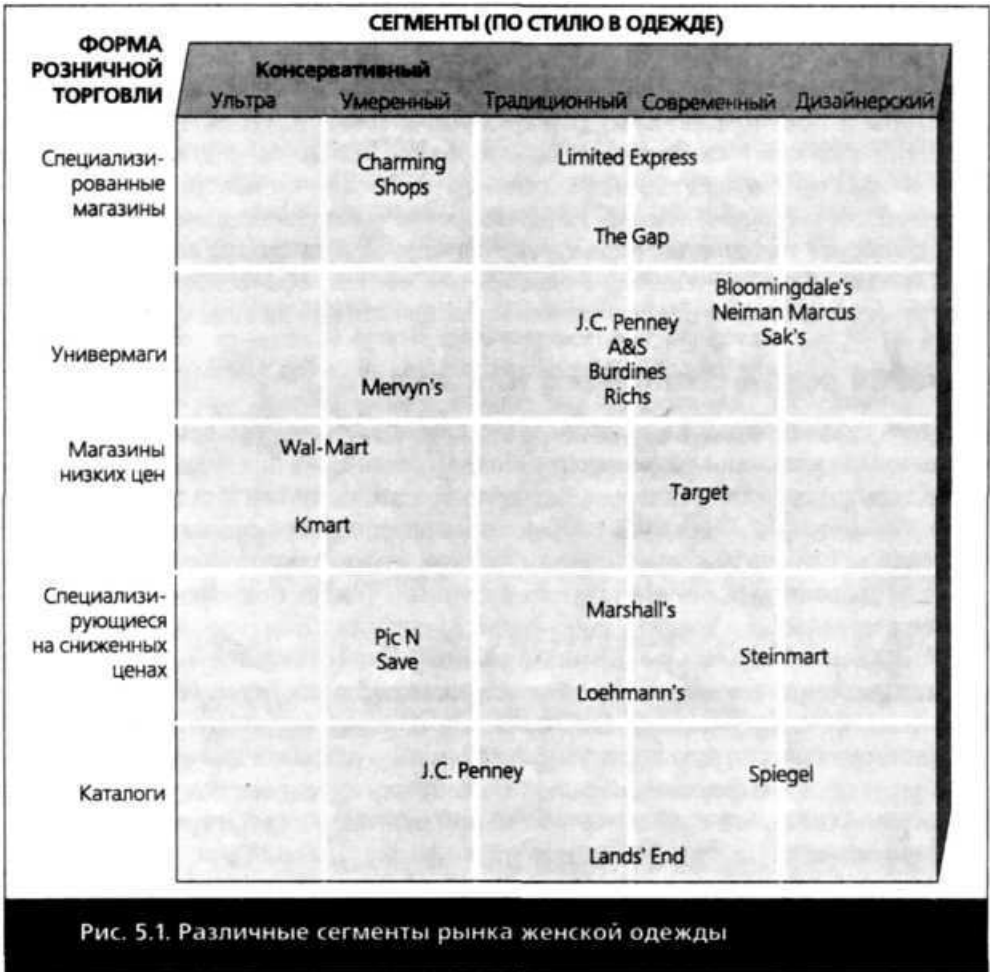 СЕГМЕНТЫ (ПО СТИЛЮ В ОДЕЖДЕ)
ФОРМА
РОЗНИЧНОЙ
ТОРГОВЛИ
Консервативный
Ультра Умеренный Традиционный Современный Дизайнерский
Специализи-
рованные
магазины
Charming
Shops
Limited Express
The Gap
Универмаги
Bloomingdale's
Neiman Marcus
Sak's
J.C. Penney
A&S
Burdines
Richs
Mervyn's
Магазины
низких цен
Wal-Mart
Target
Kmart
Специализи-
рующиеся
на сниженных
ценах
Marshall's
Pic N
Save
Steinmart
Loehmann's
Каталоги
J.C. Penney
Spiegel
Lands' End
Рис. 5.1. Различные сегменты рынка женской одежды